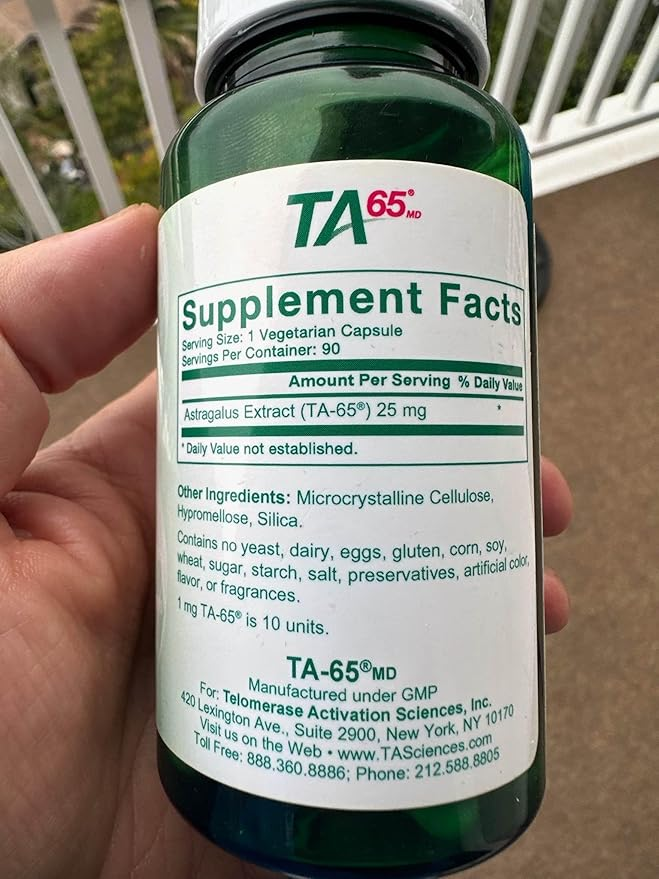 TA65® MD
Supplement Facts
Serving Size: 1 Vegetarian Capsule
Servings Per Container: 90
Amount Per Serving % Daily Value
Astragalus Extract (TA-65®) 25 mg *
* Daily Value not established.
Other Ingredients: Microcrystalline Cellulose,
Hypromellose, Silica.
Contains no yeast, dairy, eggs, gluten, corn, soy,
wheat, sugar, starch, salt, preservatives, artificial color,
flavor, or fragrances.
1 mg TA-65® is 10 units.
TA-65®MD
Manufactured under GMP
For: Telomerase Activation Sciences, Inc.
420 Lexington Ave., Suite 2900, New York, NY 10170
Visit us on the Web • www.TASciences.com
Toll Free; 888.360.8886; Phone: 212.588.8805